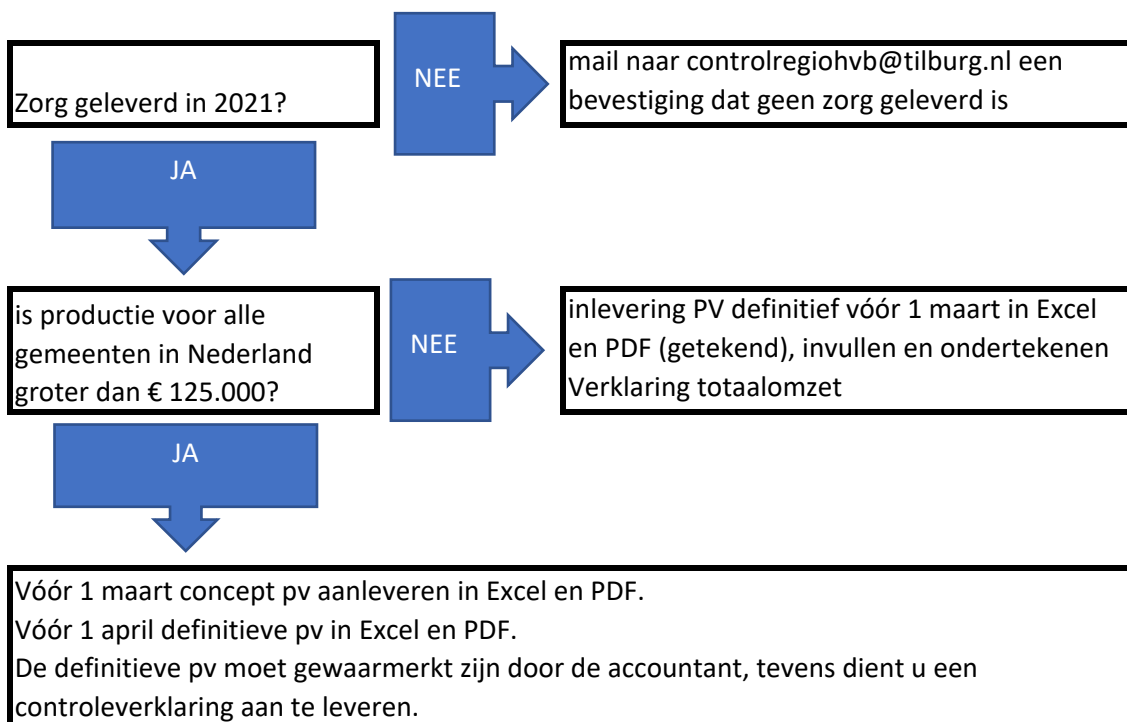 Zorg geleverd in 2021?
NEE
mail naar controlregiohvb@tilburg.nl een
bevestiging dat geen zorg geleverd is
JA
is productie voor alle
gemeenten in Nederland
groter dan € 125.000?
NEE
inlevering PV definitief vóór 1 maart in Excel
en PDF (getekend), invullen en ondertekenen
Verklaring totaalomzet
JA
Vóór 1 maart concept pv aanleveren in Excel en PDF.
Vóór 1 april definitieve pv in Excel en PDF.
De definitieve pv moet gewaarmerkt zijn door de accountant, tevens dient u een
controleverklaring aan te leveren.